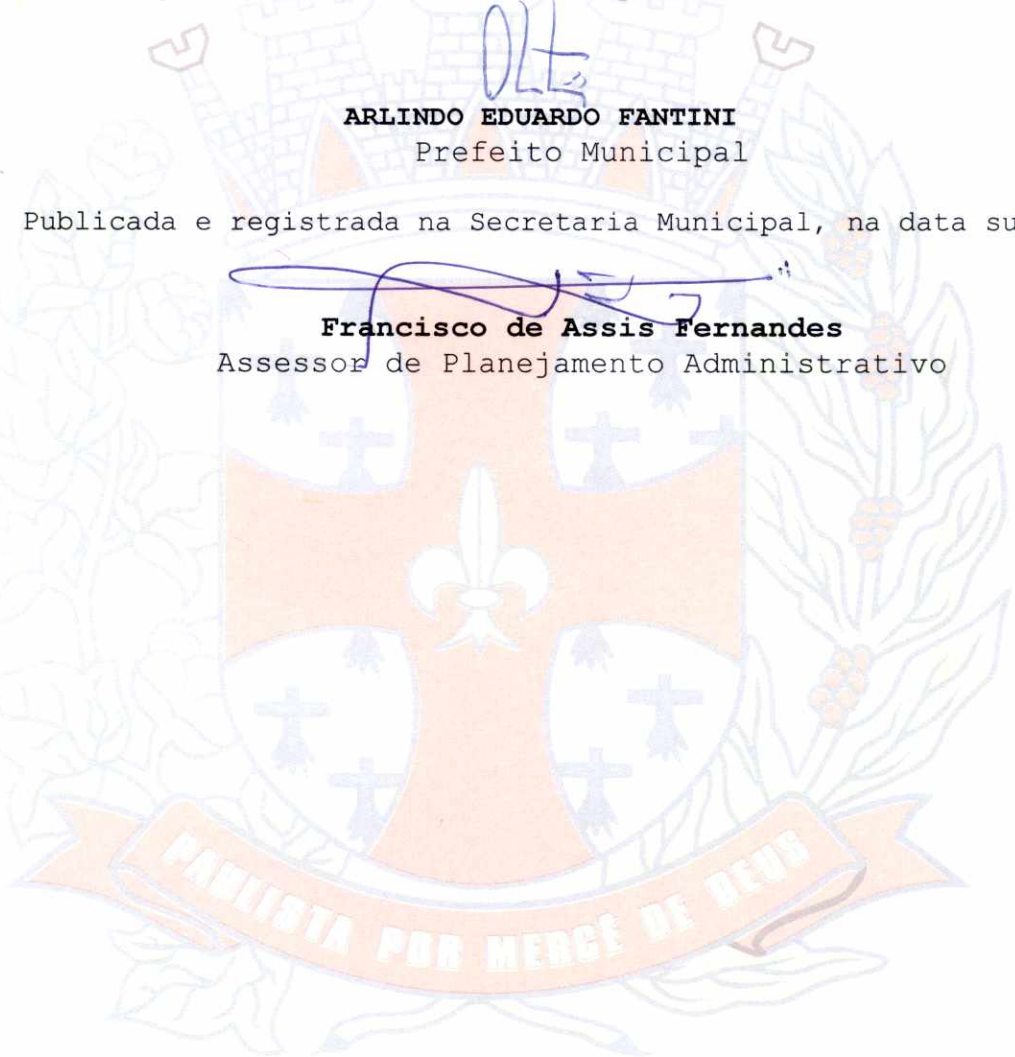 ARLINDO EDUARDO FANTINI
Prefeito Municipal
Publicada e registrada na Secretaria Municipal, na data su
Francisco de Assis Fernandes
Assessor de Planejamento Administrativo
PAULISTA POR MERCÊ DE DEUS